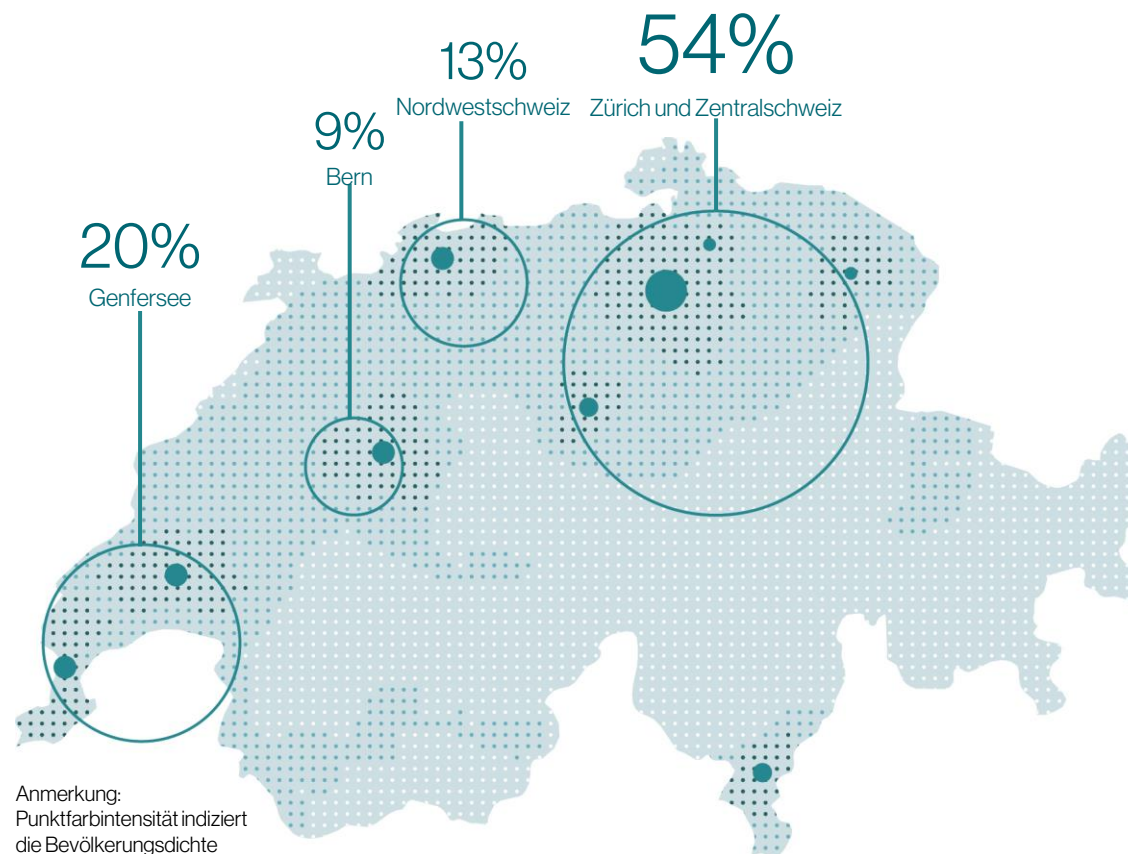 54%
Zürich und Zentralschweiz
13%
Nordwestschweiz
9%
Bern
20%
Genfersee
Anmerkung:
Punktfarbintensität indiziert
die Bevölkerungsdichte